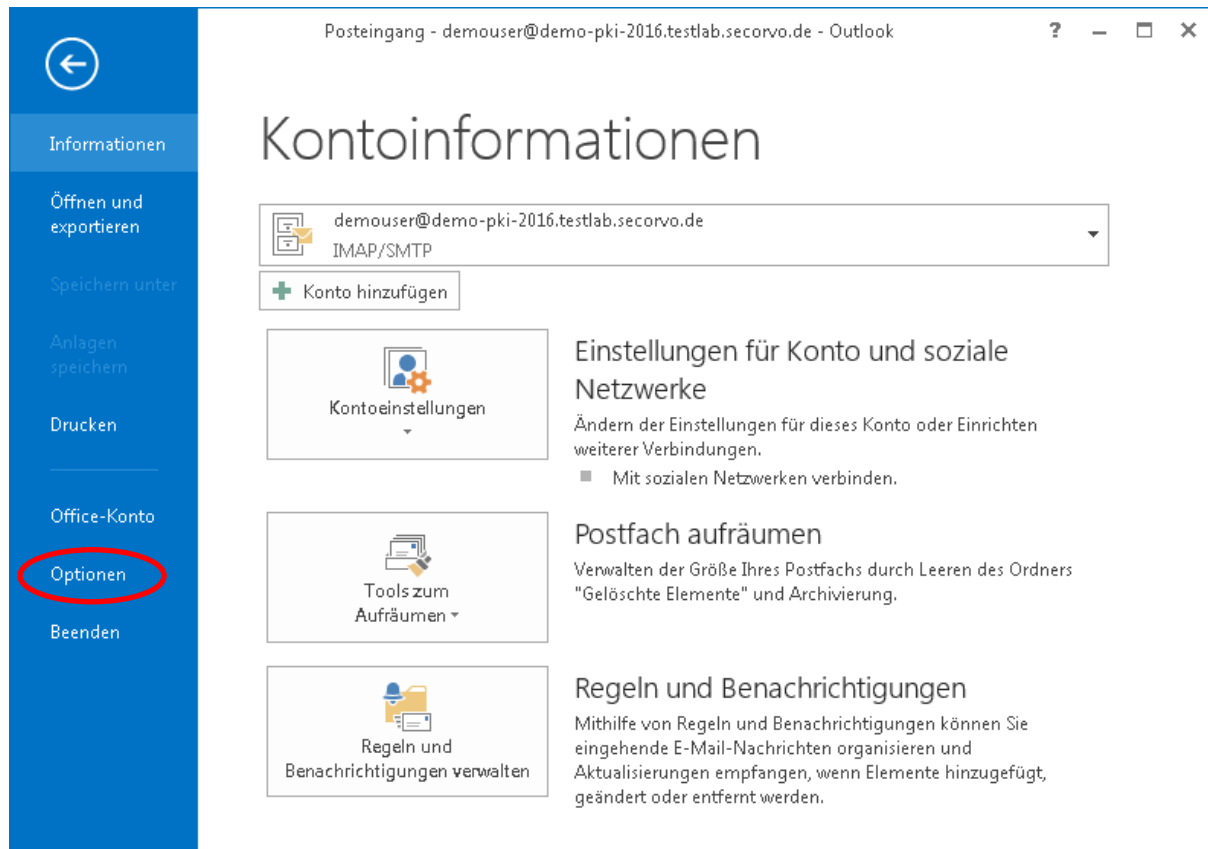 Posteingang - demouser@demo-pki-2016.testlab.secorvo.de - Outlook
?
Informationen
Öffnen und
exportieren
Speichern unter
Anlagen
speichern
Drucken
Office-Konto
Optionen
Beenden
Kontoinformationen
demouser@demo-pki-2016.testlab.secorvo.de
IMAP/SMTP
Konto hinzufügen
Kontoeinstellungen
Einstellungen für Konto und soziale
Netzwerke
Ändern der Einstellungen für dieses Konto oder Einrichten
weiterer Verbindungen.
Mit sozialen Netzwerken verbinden.
Tools zum
Aufräumen
Postfach aufräumen
Verwalten der Größe Ihres Postfachs durch Leeren des Ordners
"Gelöschte Elemente" und Archivierung.
Regeln und
Benachrichtigungen verwalten
Regeln und Benachrichtigungen
Mithilfe von Regeln und Benachrichtigungen können Sie
eingehende E-Mail-Nachrichten organisieren und
Aktualisierungen empfangen, wenn Elemente hinzugefügt,
geändert oder entfernt werden.